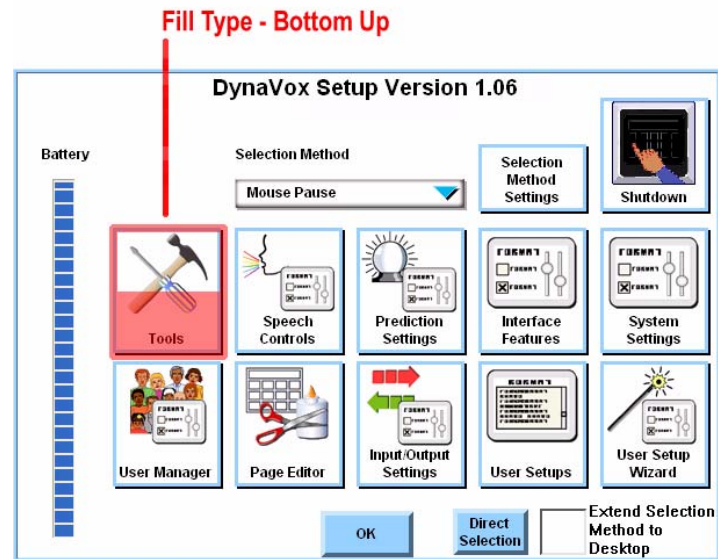 Fill Type - Bottom Up
DynaVox Setup Version 1.06
Battery
Selection Method
Mouse Pause
Selection
Method
Settings
Shutdown
Tools
Speech
Controls
Prediction
Settings
Interface
Features
System
Settings
User Manager
Page Editor
Input/Output
Settings
User Setups
User Setup
Wizard
OK
Direct
Selection
Extend Selection
Method to
Desktop